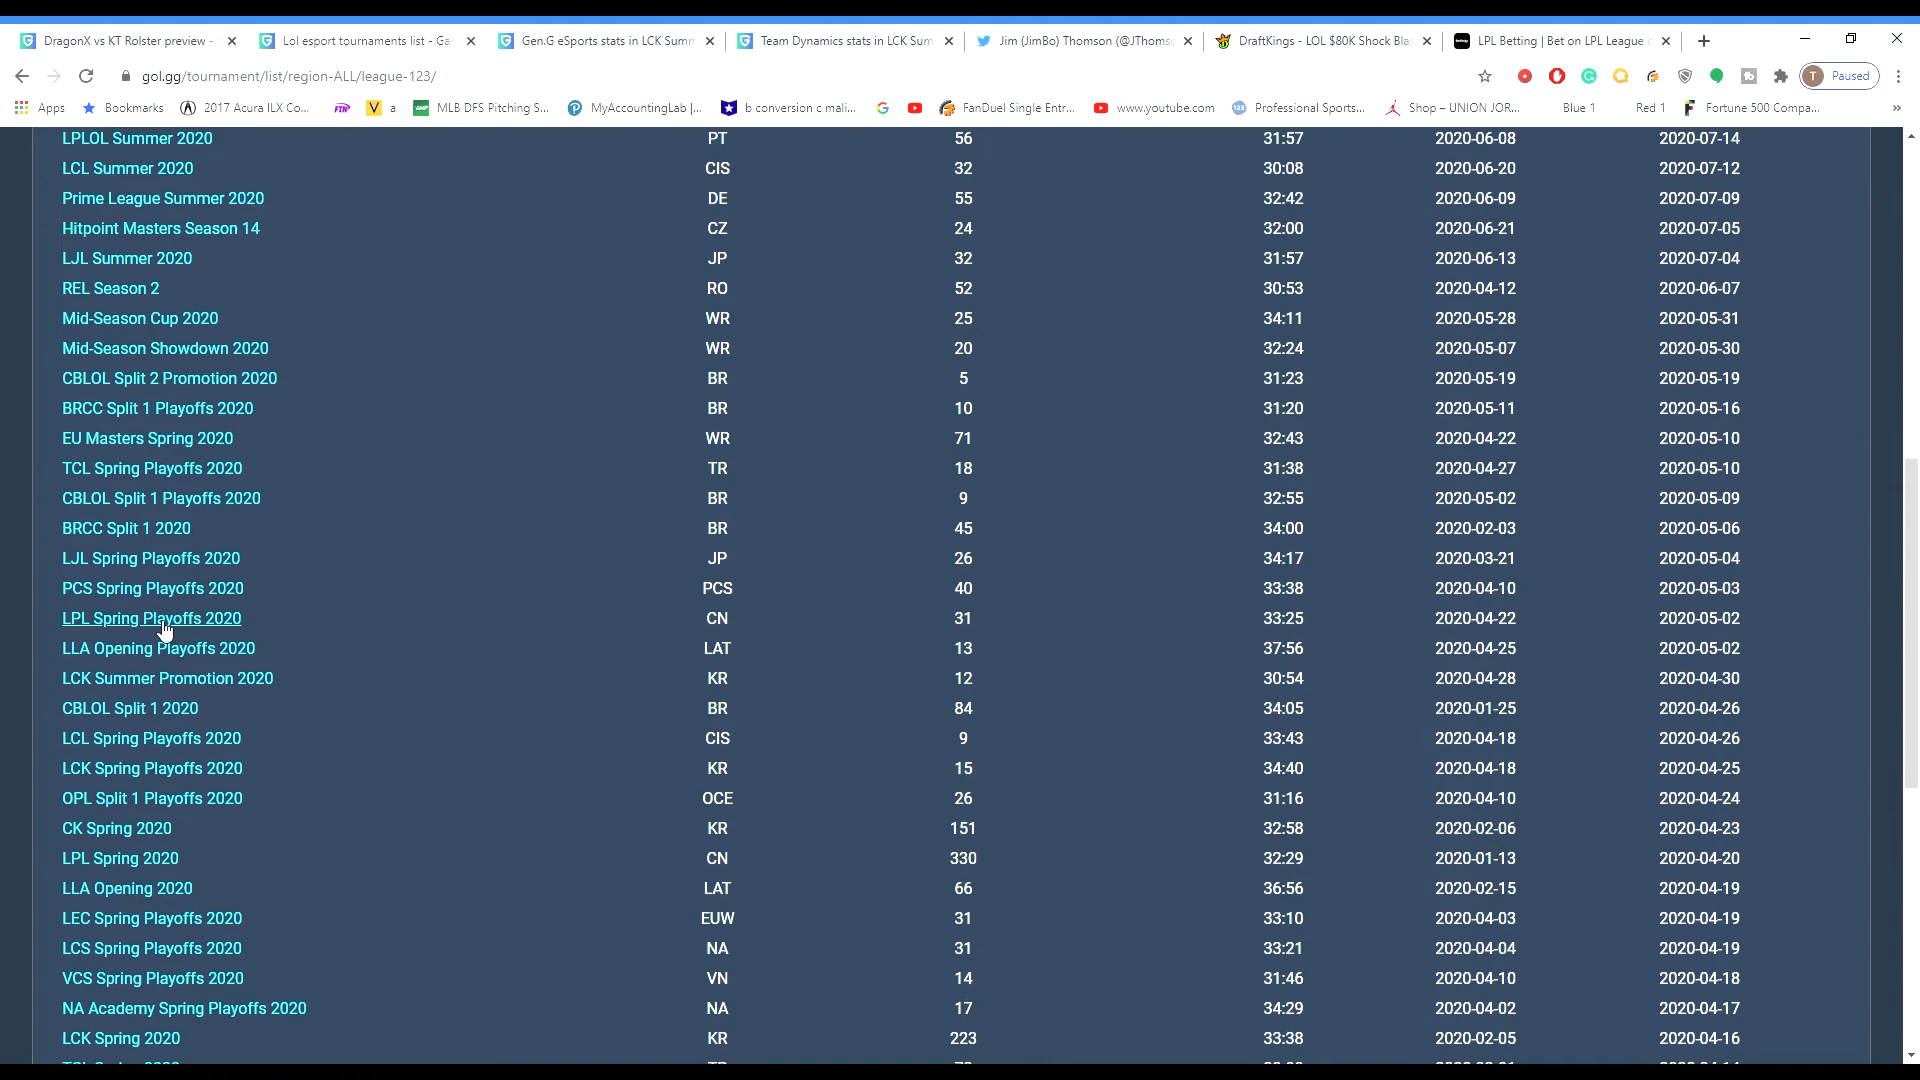 DragonX vs KT Rolster preview -
Lol esport tournaments list - Ga
Gen.G eSports stats in LCK Sum
Team Dynamics stats in LCK Sum
Jim (JimBo) Thomson (@JThoms
DraftKings - LOL $80K Shock Blas
LPL Betting | Bet on LPL League
gol.gg/tournament/list/region-ALL/league-123/
T Paused
Apps Bookmarks 2017 Acura ILX Co... FTN a MLB DFS Pitching S... MyAccountingLab |... b conversion c mali... FanDuel Single Entr... www.youtube.com Professional Sports... Shop – UNION JOR... Blue 1 Red 1 Fortune 500 Compa... »
LPLOL Summer 2020 PT 56 31:57 2020-06-08 2020-07-14
LCL Summer 2020 CIS 32 30:08 2020-06-20 2020-07-12
Prime League Summer 2020 DE 55 32:42 2020-06-09 2020-07-09
Hitpoint Masters Season 14 CZ 24 32:00 2020-06-21 2020-07-05
LJL Summer 2020 JP 32 31:57 2020-06-13 2020-07-04
REL Season 2 RO 52 30:53 2020-04-12 2020-06-07
Mid-Season Cup 2020 WR 25 34:11 2020-05-28 2020-05-31
Mid-Season Showdown 2020 WR 20 32:24 2020-05-07 2020-05-30
CBLOL Split 2 Promotion 2020 BR 5 31:23 2020-05-19 2020-05-19
BRCC Split 1 Playoffs 2020 BR 10 31:20 2020-05-11 2020-05-16
EU Masters Spring 2020 WR 71 32:43 2020-04-22 2020-05-10
TCL Spring Playoffs 2020 TR 18 31:38 2020-04-27 2020-05-10
CBLOL Split 1 Playoffs 2020 BR 9 32:55 2020-05-02 2020-05-09
BRCC Split 1 2020 BR 45 34:00 2020-02-03 2020-05-06
LJL Spring Playoffs 2020 JP 26 34:17 2020-03-21 2020-05-04
PCS Spring Playoffs 2020 PCS 40 33:38 2020-04-10 2020-05-03
LPL Spring Playoffs 2020 CN 31 33:25 2020-04-22 2020-05-02
LLA Opening Playoffs 2020 LAT 13 37:56 2020-04-25 2020-05-02
LCK Summer Promotion 2020 KR 12 30:54 2020-04-28 2020-04-30
CBLOL Split 1 2020 BR 84 34:05 2020-01-25 2020-04-26
LCL Spring Playoffs 2020 CIS 9 33:43 2020-04-18 2020-04-26
LCK Spring Playoffs 2020 KR 15 34:40 2020-04-18 2020-04-25
OPL Split 1 Playoffs 2020 OCE 26 31:16 2020-04-10 2020-04-24
CK Spring 2020 KR 151 32:58 2020-02-06 2020-04-23
LPL Spring 2020 CN 330 32:29 2020-01-13 2020-04-20
LLA Opening 2020 LAT 66 36:56 2020-02-15 2020-04-19
LEC Spring Playoffs 2020 EUW 31 33:10 2020-04-03 2020-04-19
LCS Spring Playoffs 2020 NA 31 33:21 2020-04-04 2020-04-19
VCS Spring Playoffs 2020 VN 14 31:46 2020-04-10 2020-04-18
NA Academy Spring Playoffs 2020 NA 17 34:29 2020-04-02 2020-04-17
LCK Spring 2020 KR 223 33:38 2020-02-05 2020-04-16